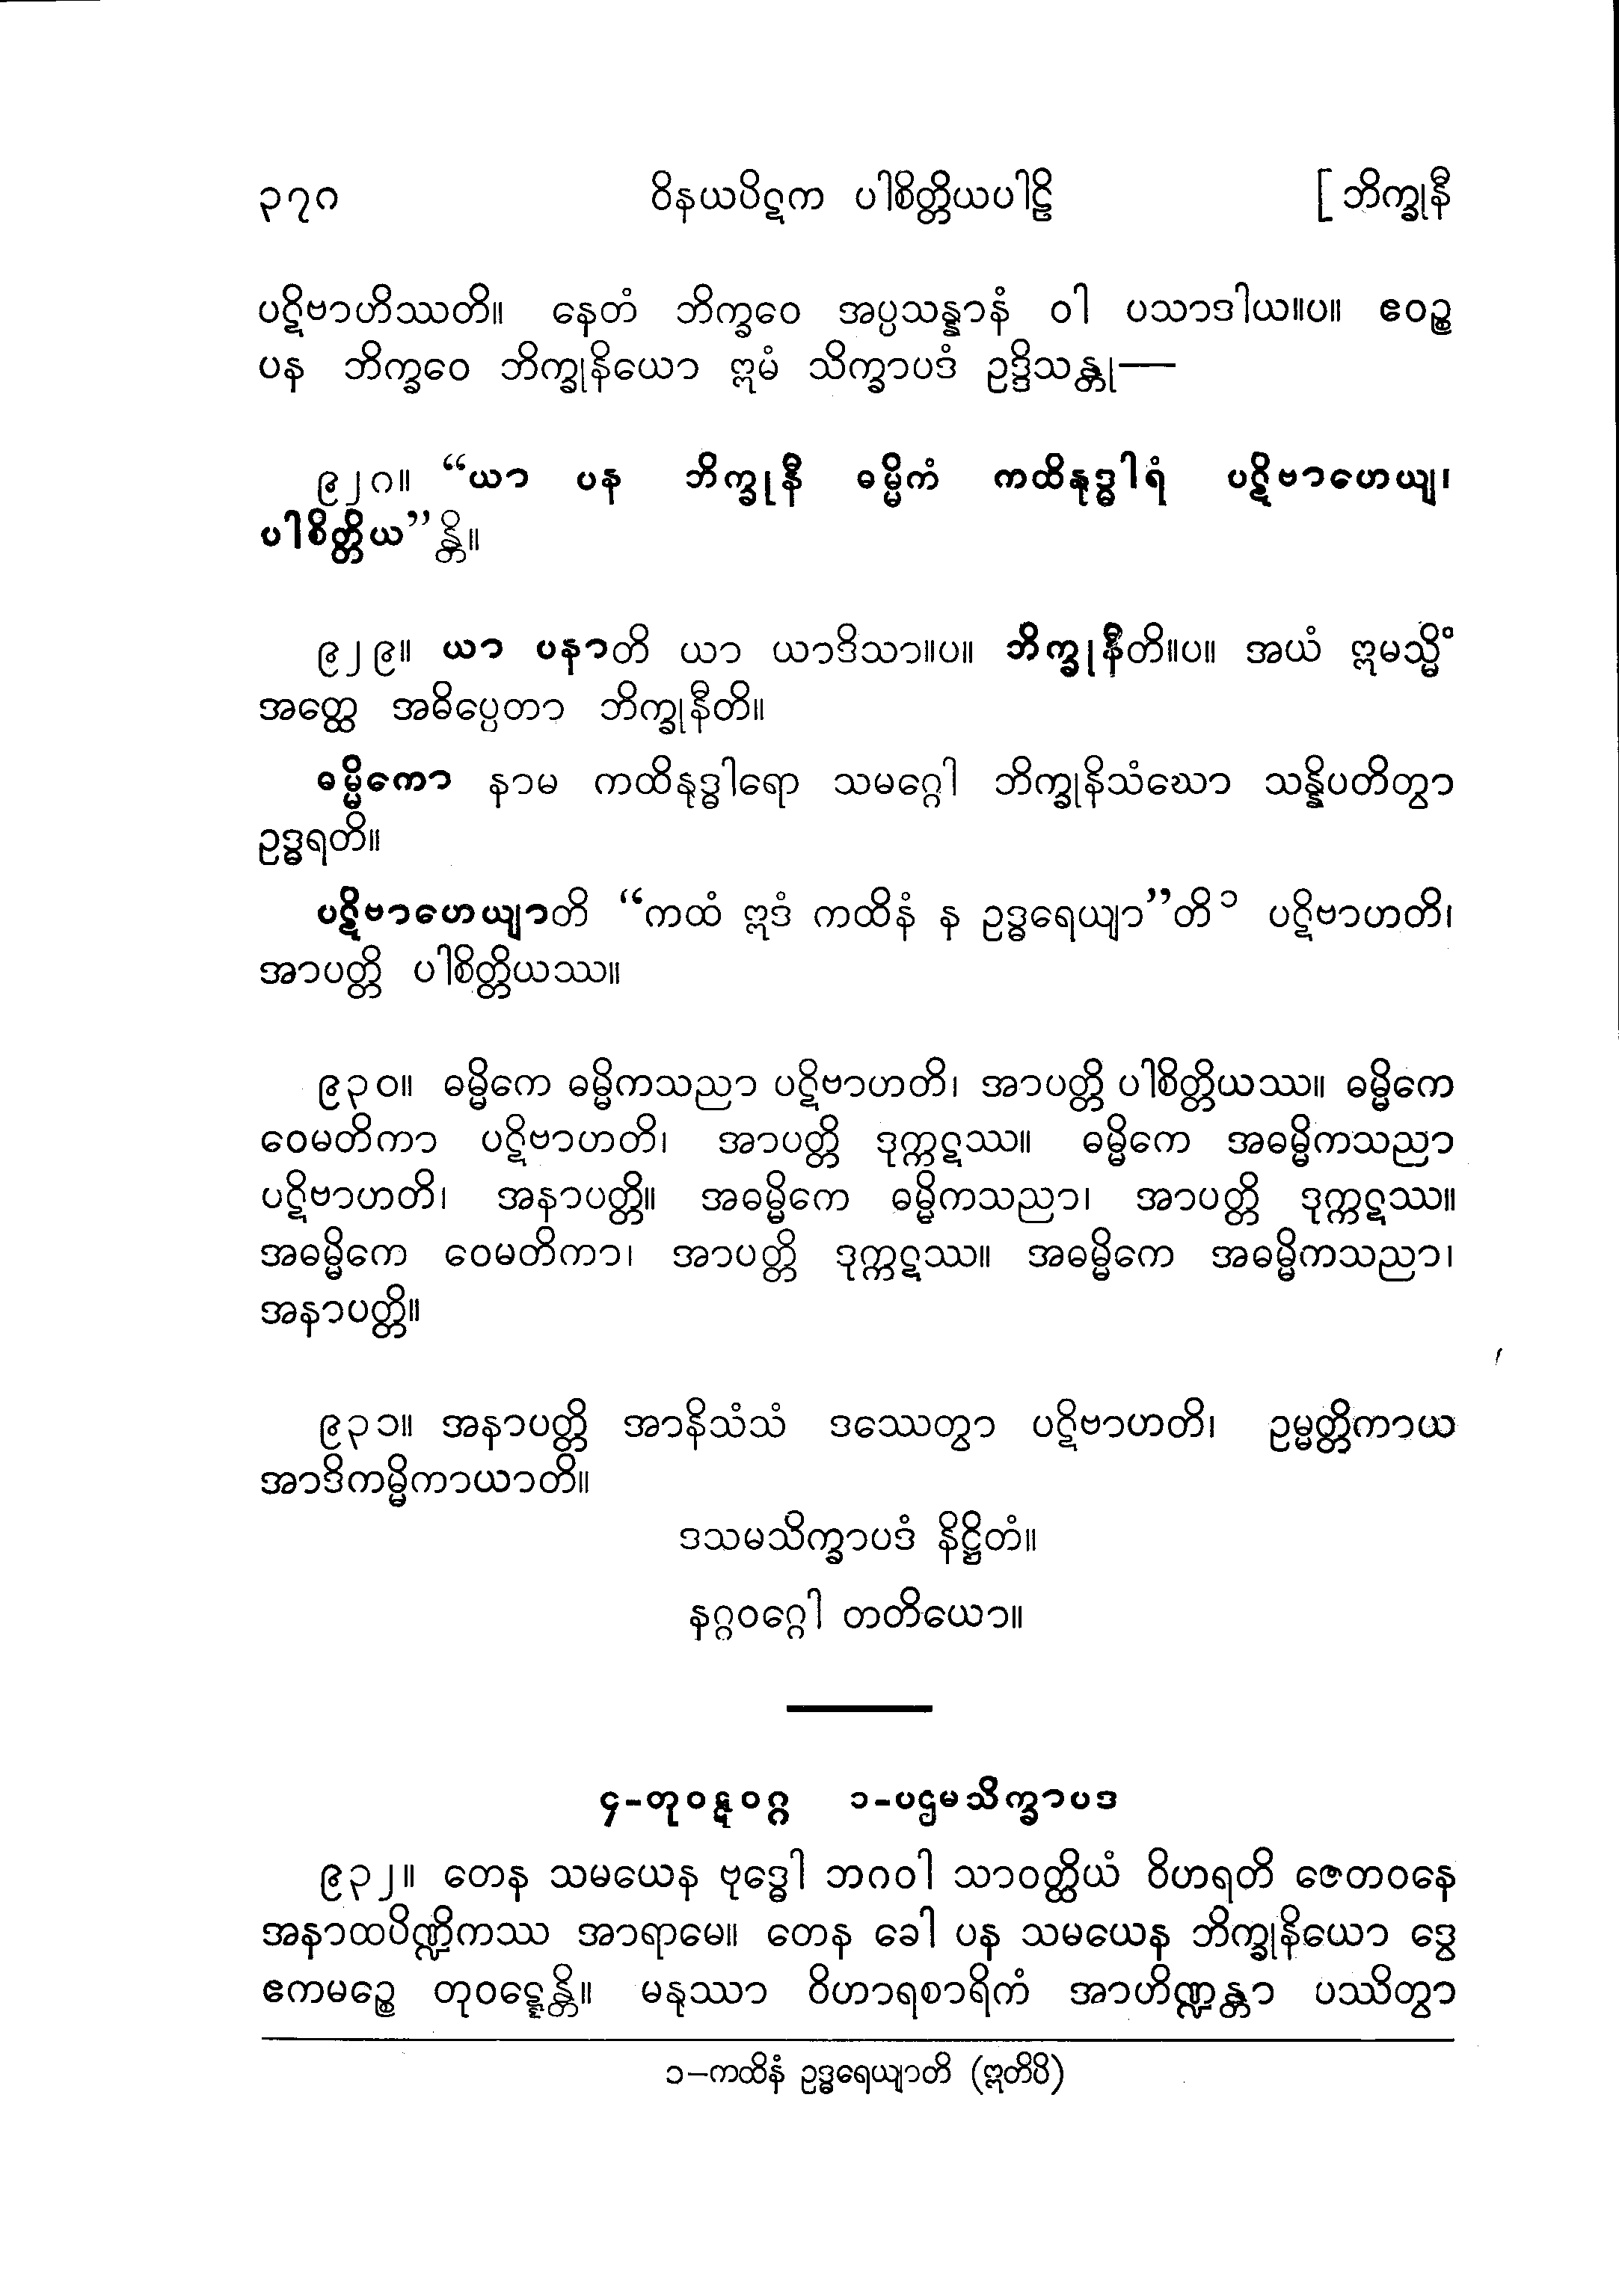 ၃၇၈ ဝိနယပိဋက ပါစိတ္တိယပါဠိ [ ဘိက္ခုနီ
ပဋိဗာဟိဿတိ။ နေတံ ဘိက္ခဝေ အပ္ပသန္နာနံ ဝါ ပသာဒါယ။ပ။ ဧဝဉ္စ
ပန ဘိက္ခဝေ ဘိက္ခုနိယော ဣမံ သိက္ခာပဒံ ဥဒ္ဒိသန္တု—
၉၂၈။ “ယာ ပန ဘိက္ခုနီ ဓမ္မိကံ ကထိနုဒ္ဓါရံ ပဋိဗာဟေယျ၊
ပါစိတ္တိယ”န္တိ။
၉၂၉။ ယာ ပနာတိ ယာ ယာဒိသာ။ပ။ ဘိက္ခုနီတိ။ပ။ အယံ ဣမသ္မိံ
အတ္ထေ အဓိပ္ပေတာ ဘိက္ခုနီတိ။
ဓမ္မိကော နာမ ကထိနုဒ္ဓါရော သမဂ္ဂေါ ဘိက္ခုနိသံဃော သန္နိပတိတွာ
ဥဒ္ဓရတိ။
ပဋိဗာဟေယျာတိ “ကထံ ဣဒံ ကထိနံ န ဥဒ္ဓရေယျာ”တိ ၁ ပဋိဗာဟတိ၊
အာပတ္တိ ပါစိတ္တိယဿ။
၉၃၀။ ဓမ္မိကေ ဓမ္မိကသညာ ပဋိဗာဟတိ၊ အာပတ္တိ ပါစိတ္တိယဿ။ ဓမ္မိကေ
ဝေမတိကာ ပဋိဗာဟတိ၊ အာပတ္တိ ဒုက္ကဋဿ။ ဓမ္မိကေ အဓမ္မိကသညာ
ပဋိဗာဟတိ၊ အနာပတ္တိ။ အဓမ္မိကေ ဓမ္မိကသညာ၊ အာပတ္တိ ဒုက္ကဋဿ။
အဓမ္မိကေ ဝေမတိကာ၊ အာပတ္တိ ဒုက္ကဋဿ။ အဓမ္မိကေ အဓမ္မိကသညာ၊
အနာပတ္တိ။
၉၃၁။ အနာပတ္တိ အာနိသံသံ ဒဿေတွာ ပဋိဗာဟတိ၊ ဥမ္မတ္တိကာယ
အာဒိကမ္မိကာယာတိ။
ဒသမသိက္ခာပဒံ နိဋ္ဌိတံ။
နဂ္ဂဝဂ္ဂေါ တတိယော။
၄-တုဝဋ္ဋဝဂ္ဂ ၁-ပဌမသိက္ခာပဒ
၉၃၂။ တေန သမယေန ဗုဒ္ဓေါ ဘဂဝါ သာဝတ္ထိယံ ဝိဟရတိ ဇေတဝနေ
အနာထပိဏ္ဍိကဿ အာရာမေ။ တေန ခေါ ပန သမယေန ဘိက္ခုနိယော ဒွေ
ဧကမဉ္စေ တုဝဋ္ဋေန္တိ။ မနုဿာ ဝိဟာရစာရိကံ အာဟိဏ္ဍန္တာ ပဿိတွာ
၁–ကထိနံ ဥဒ္ဓရေယျာတိ (ဣတိပိ)